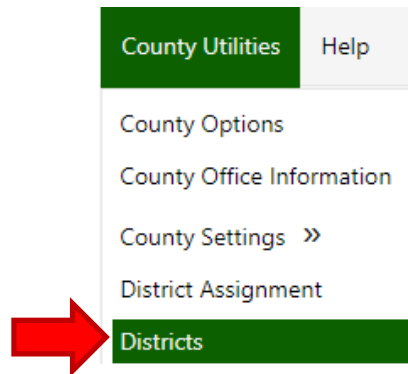 County Utilities Help
County Options
County Office Information
County Settings »
District Assignment
Districts